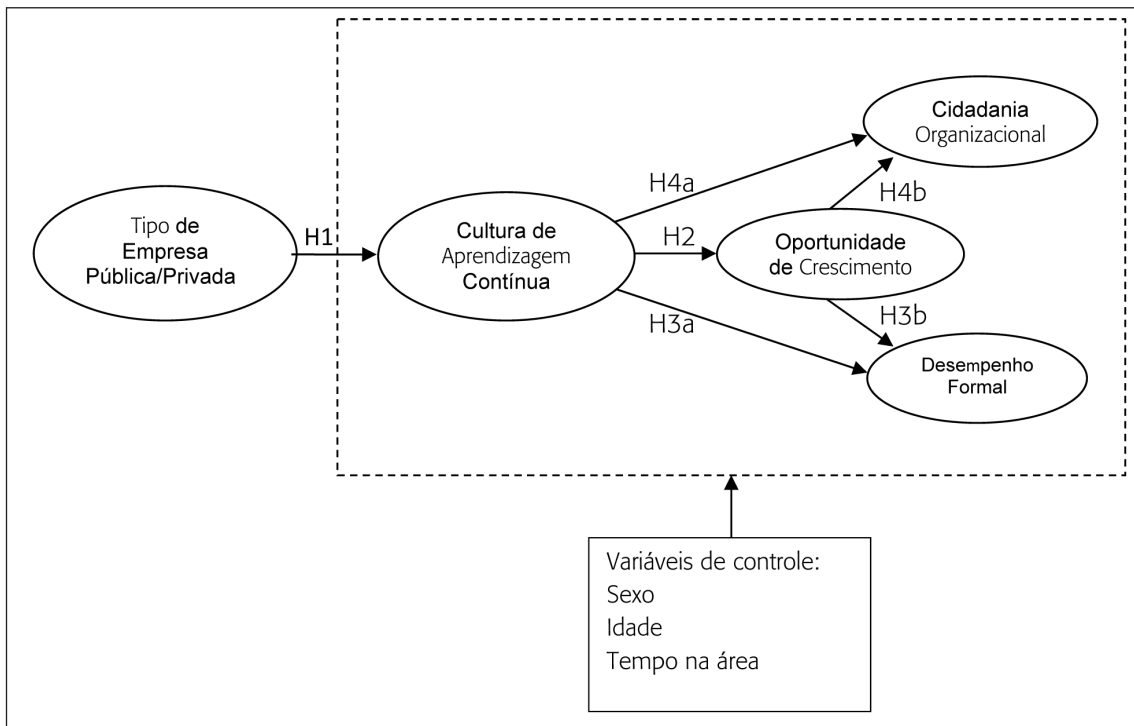 Tipo de
Empresa
Pública/Privada
H1
Cultura de
Aprendizagem
Contínua
H4a
H2
H3a
Oportunidade
de Crescimento
H4b
H3b
Cidadania
Organizacional
Desempenho
Formal
Variáveis de controle:
Sexo
Idade
Tempo na área